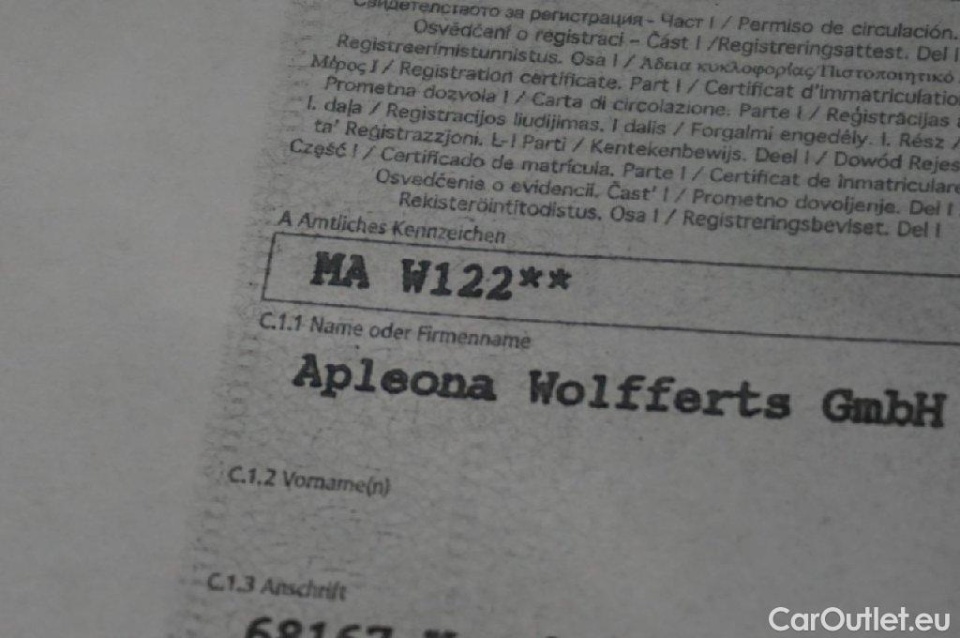 Свидетелството за регистрация - Част I / Permiso de circulación.
Osvědčení o registraci – Část I /Registreringsattest. Del I
Registreerimistunnistus. Osa I / Άδεια κυκλοφορίας Πιστοποιητικό
Μέρος I / Registration certificate. Part I / Certificat d'immatriculation
Prometna dozvola I / Carta di circolazione. Parte I / Reģistrācijas
I. daļa / Registracijos liudijimas. I dalis / Forgalmi engedély. I. Rész /
ta' Reġistrazzjoni. L-I Parti / Kentekenbewijs. Deel I / Dowód Rejes
Część I / Certificado de matrícula. Parte I / Certificat de înmatriculare
Osvedčenie o evidencii. Časť I / Prometno dovoljenje. Del I
Rekisteröintitodistus. Osa I / Registreringsbeviset. Del I
A Amtliches Kennzeichen
MA W122**
C.1.1 Name oder Firmenname
Apleona Wolfferts GmbH
C.1.2 Vorname(n)
C.1.3 Anschrift
68167
CarOutlet.eu